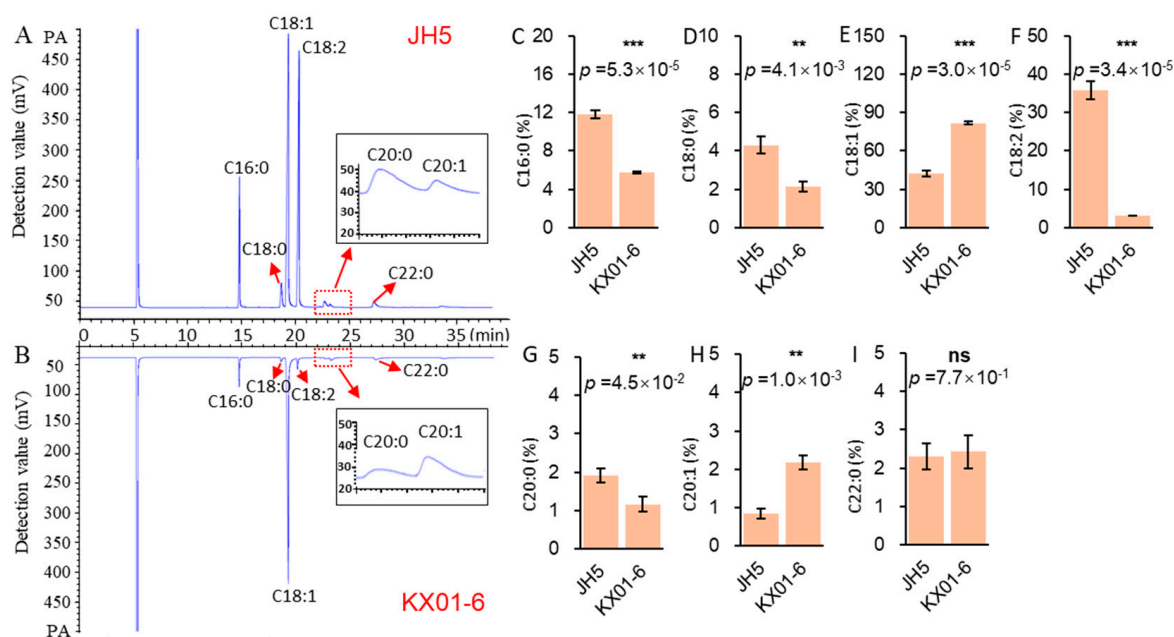 A
PA
JH5
Detection value (mV)
450
400
350
300
250
200
150
100
50
C16:0
C18:0
C18:1
C18:2
C20:0
C20:1
50
40
30
20
C22:0
0
5
10
15
20
25
30
35
(min)
B
Detection value (mV)
50
100
150
200
250
300
350
400
450
PA
C16:0
C18:0
C18:2
C18:1
C22:0
50
40
30
20
C20:0
C20:1
KX01-6
C
C16:0 (%)
20
16
12
8
4
0
***
p =5.3×10-5
JH5
KX01-6
D
C18:0 (%)
10
8
6
4
2
0
**
p =4.1×10-3
JH5
KX01-6
E
C18:1 (%)
150
120
90
60
30
0
***
p =3.0×10-5
JH5
KX01-6
F
C18:2 (%)
50
40
30
20
10
0
***
p =3.4×10-5
JH5
KX01-6
G
C20:0 (%)
5
4
3
2
1
0
**
p =4.5×10-2
JH5
KX01-6
H
C20:1 (%)
5
4
3
2
1
0
**
p =1.0×10-3
JH5
KX01-6
I
C22:0 (%)
5
4
3
2
1
0
ns
p =7.7×10-1
JH5
KX01-6